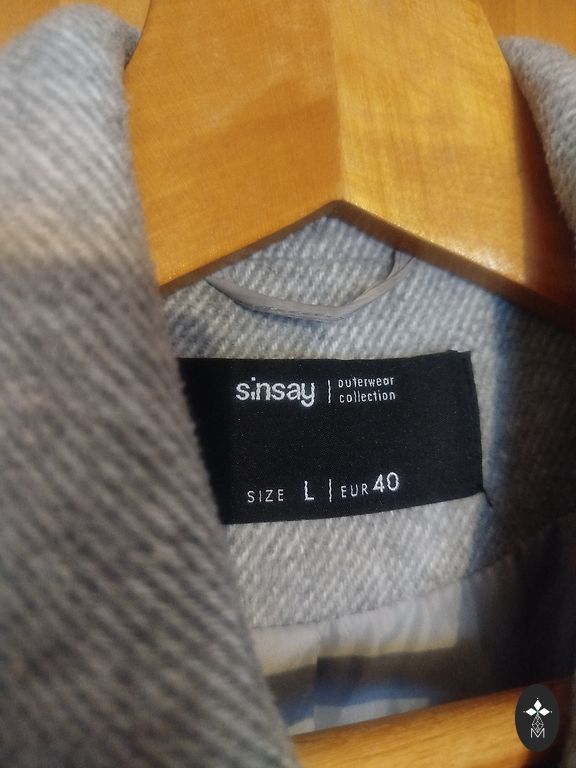 sinsay | outerwear
collection
SIZE L | EUR 40
M